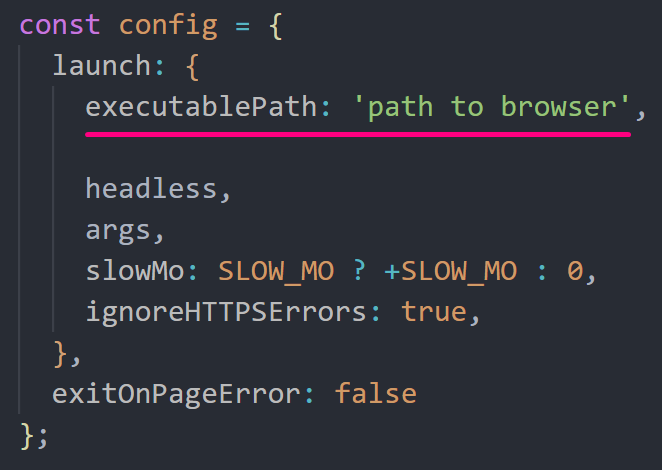 const config = {
launch: {
executablePath: 'path to browser',
headless,
args,
slowMo: SLOW_MO ? +SLOW_MO : 0,
ignoreHTTPSErrors: true,
},
exitOnPageError: false
};